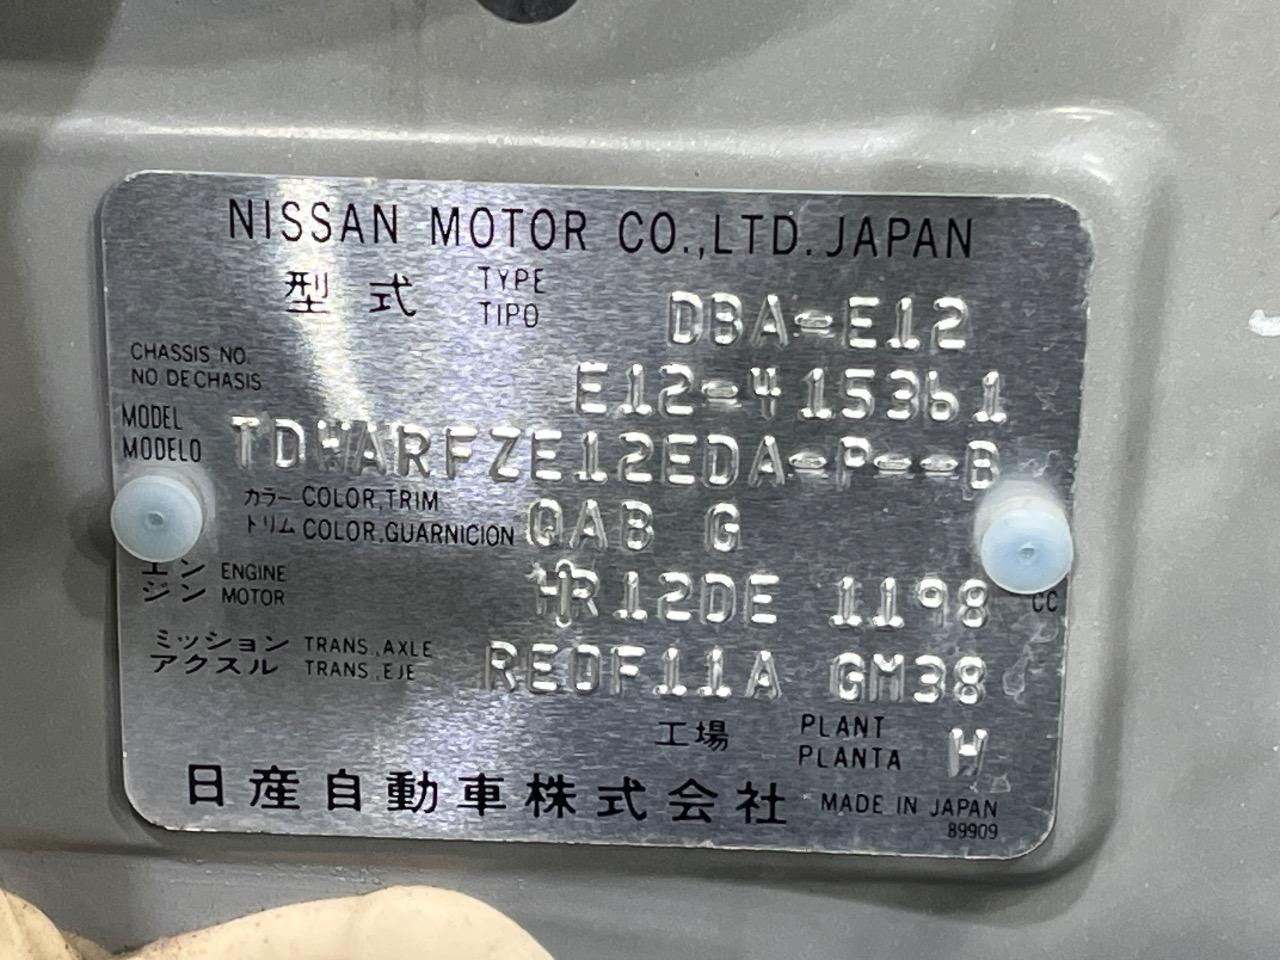 NISSAN MOTOR CO.,LTD.JAPAN
型式 TYPE TIPO DBA-E12
CHASSIS NO.
NO DE CHASIS E12-415361
MODEL
MODELO TDWARFZE12EDA-P--B
カラー COLOR,TRIM
トリム COLOR,GUARNICION QAB G
エン ENGINE
ジン MOTOR HR12DE 1198 CC
ミッション TRANS.,AXLE
アクスル TRANS.,EJE RE0F11A GM38
工場 PLANT
PLANTA H
日産自動車株式会社 MADE IN JAPAN
89909